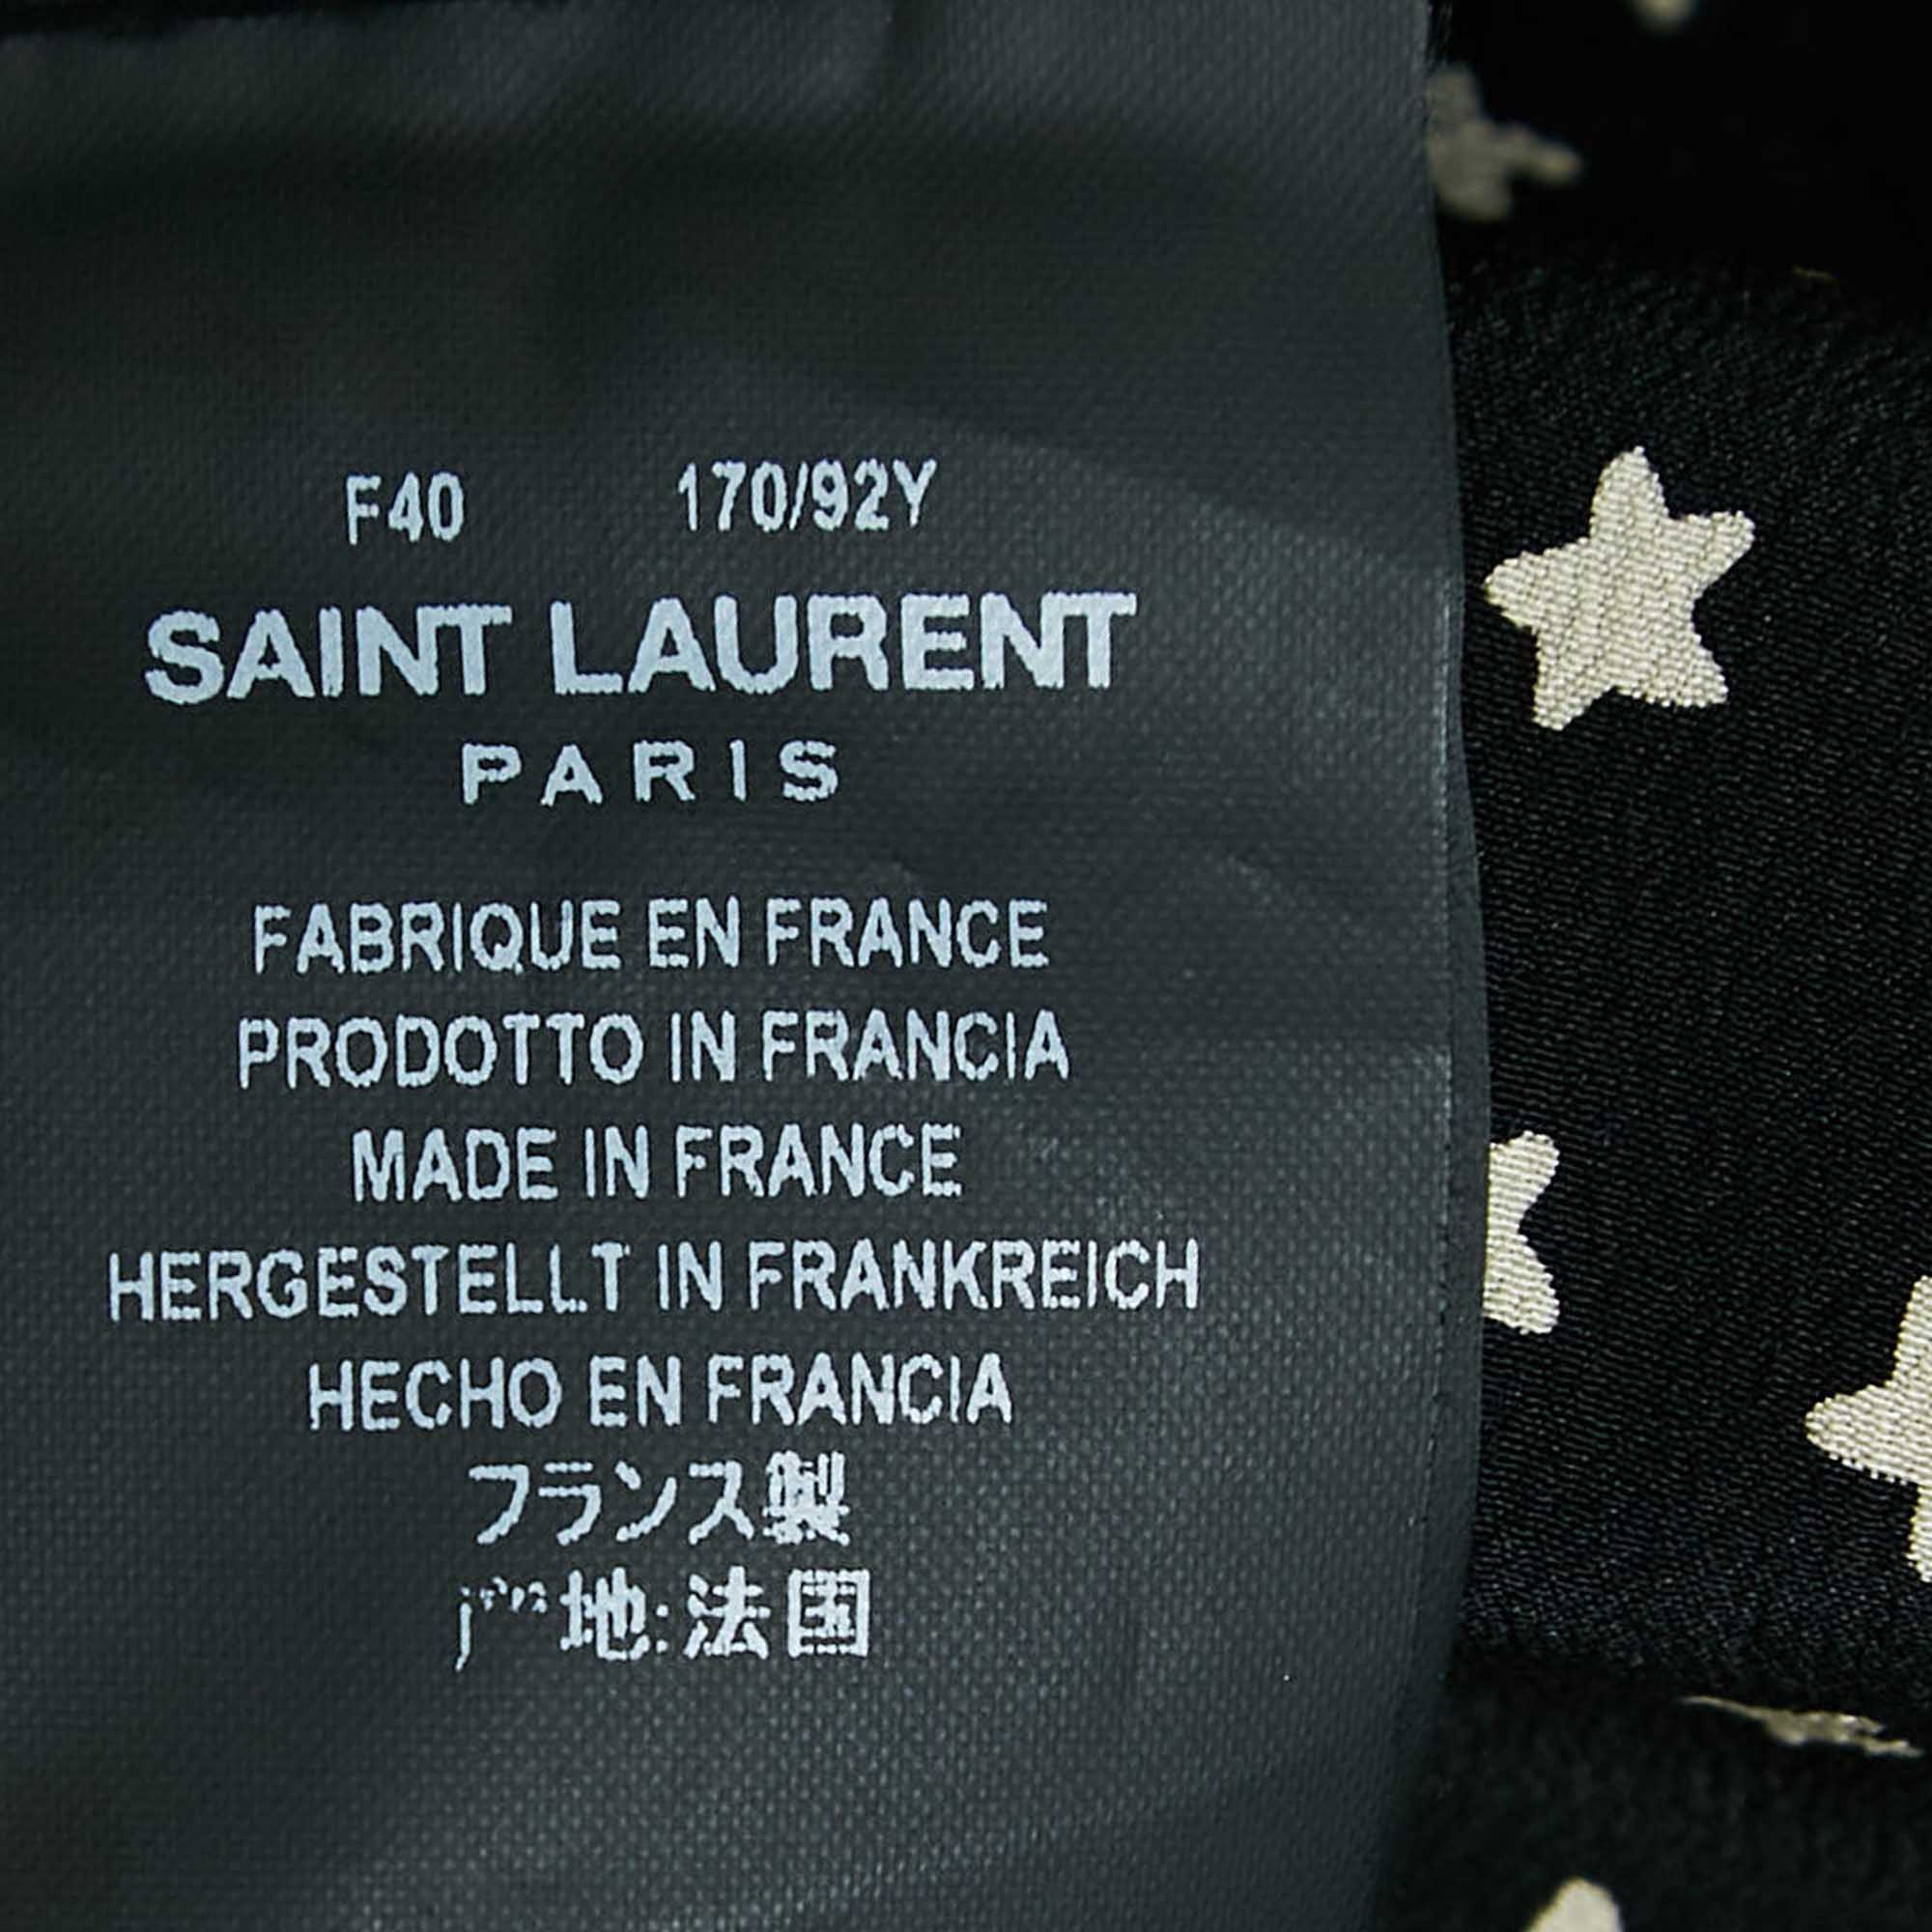 F40 170/92Y
SAINT LAURENT
PARIS
FABRIQUE EN FRANCE
PRODOTTO IN FRANCIA
MADE IN FRANCE
HERGESTELLT IN FRANKREICH
HECHO EN FRANCIA
フランス製
地:法国